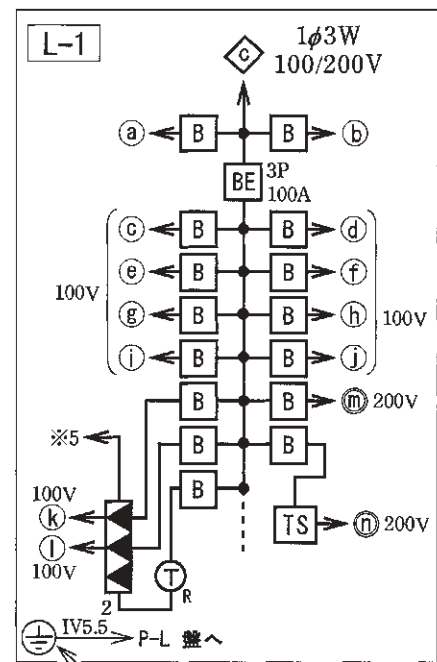 L-1
C
1φ3W
100/200V
ⓐ B B ⓑ
BE 3P
100A
ⓒ B B ⓓ
ⓔ B B ⓕ
100V
ⓖ B B ⓗ
100V
ⓘ B B ⓙ
B B ⓜ 200V
※5
B B
100V
ⓚ
B
ⓛ
TS ⓝ 200V
100V
T
R
2
IV5.5
P-L 盤へ